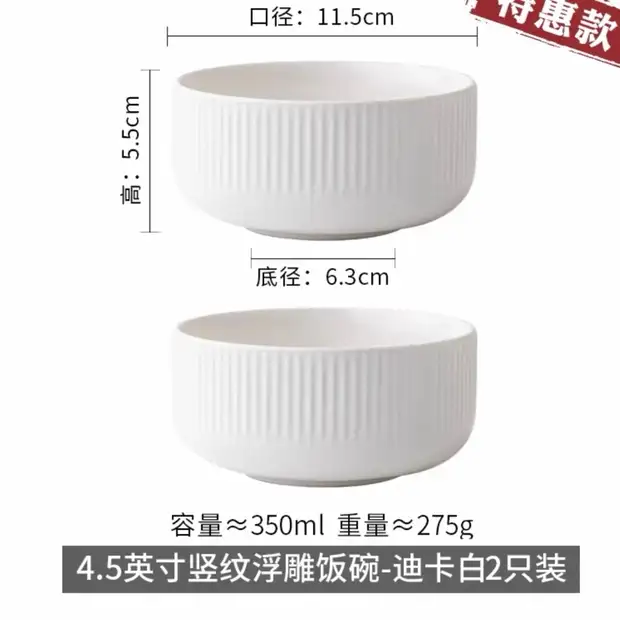 特惠款
口径：11.5cm
高：5.5cm
底径：6.3cm
容量≈350ml 重量≈275g
4.5英寸竖纹浮雕饭碗-迪卡白2只装